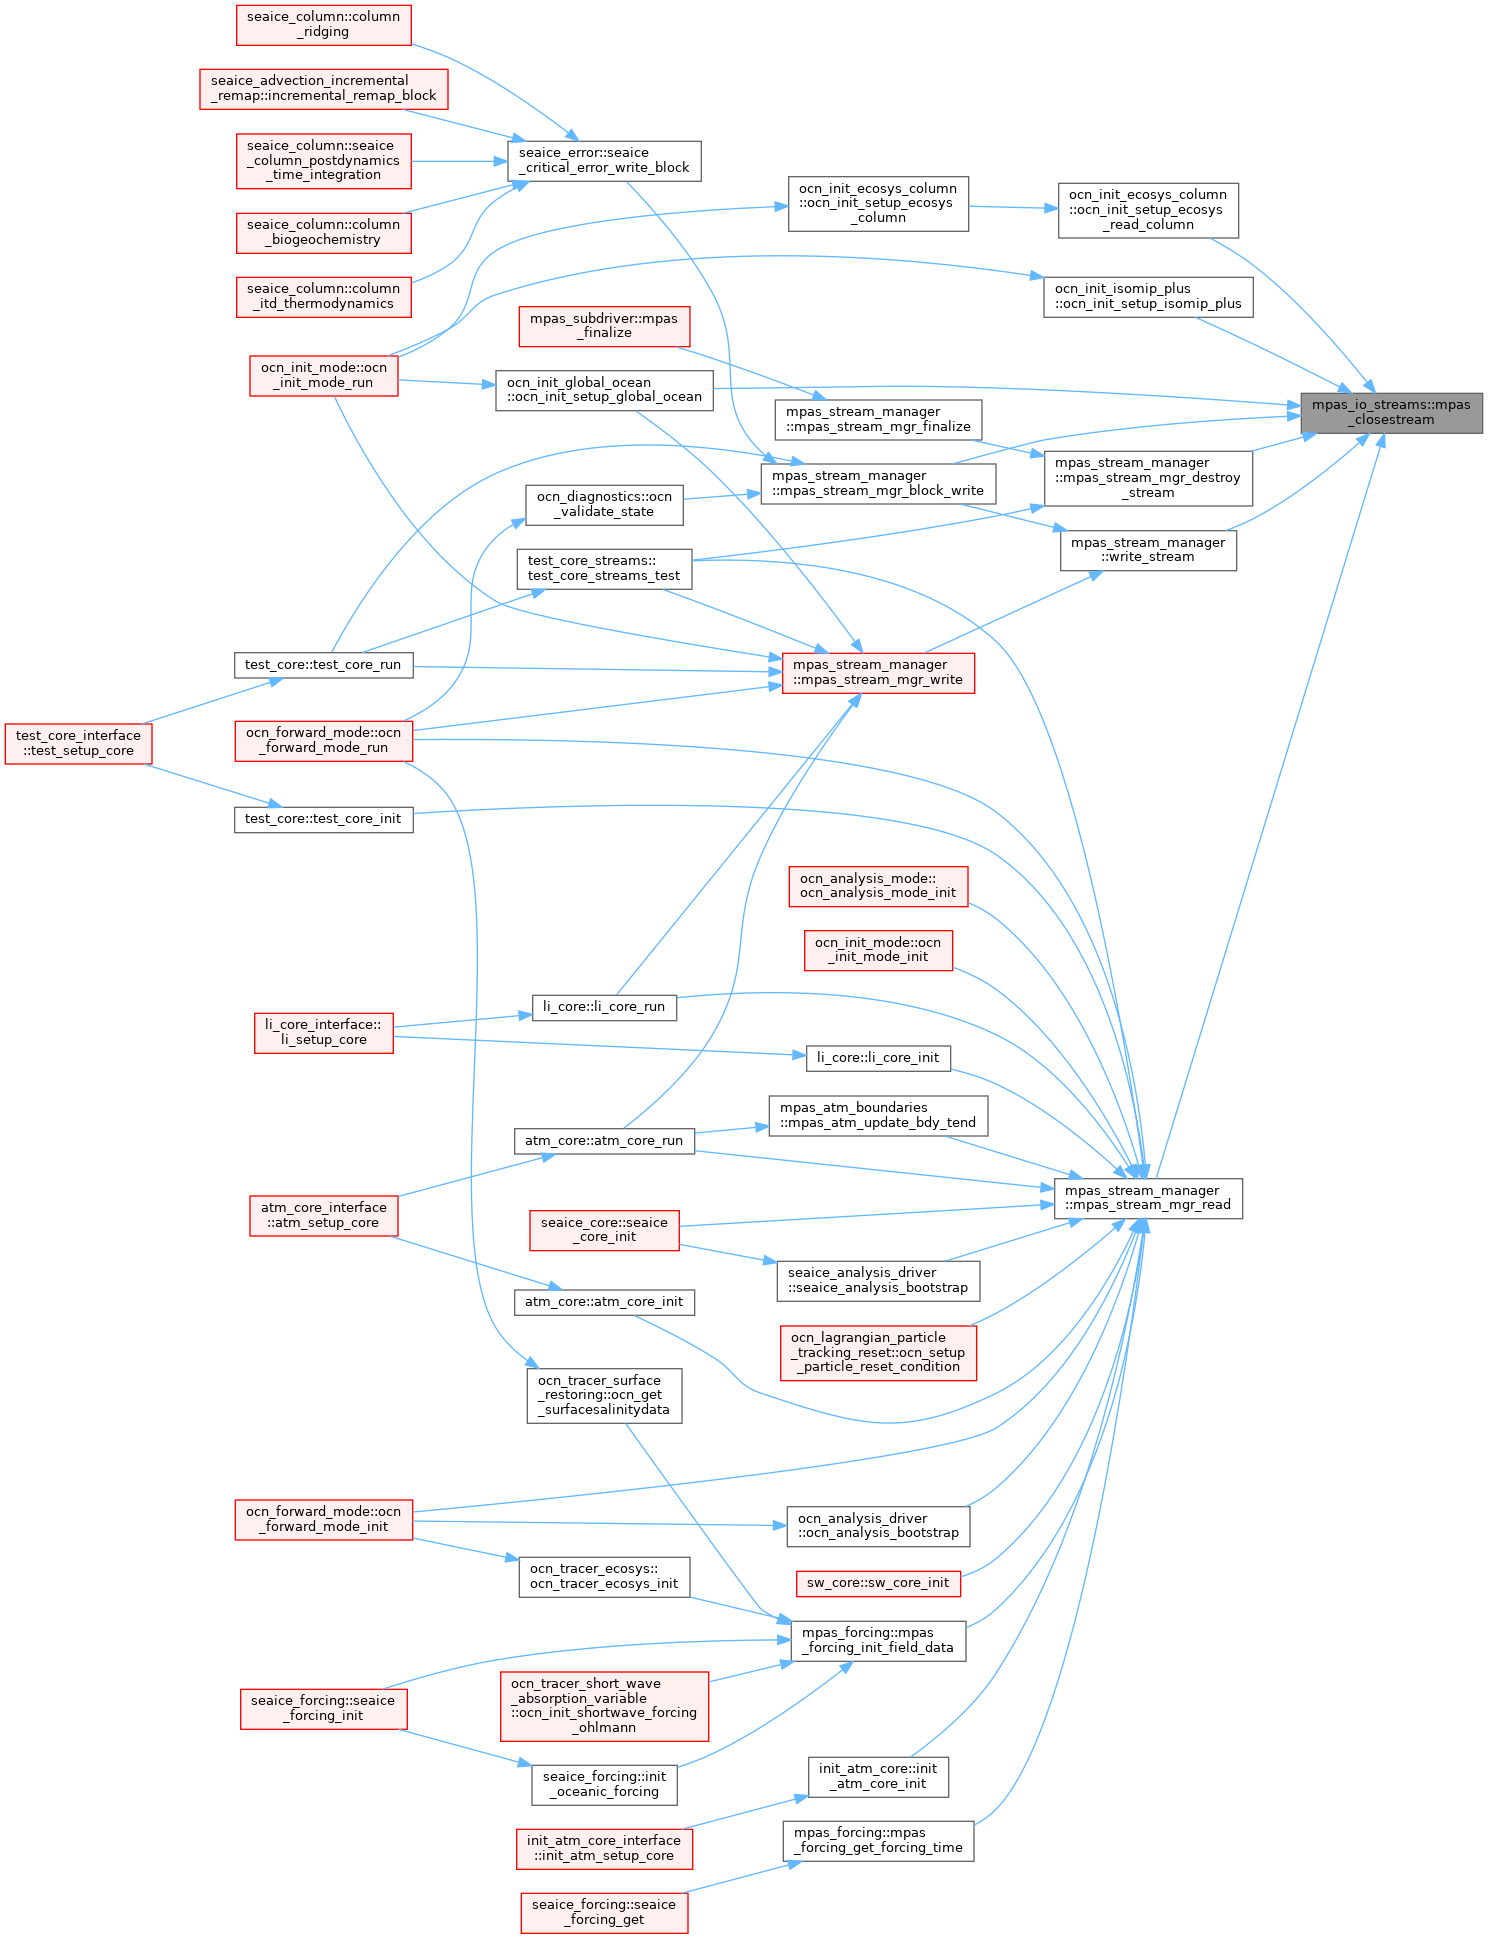 seaice_column::column
_ridging
seaice_advection_incremental
_remap::incremental_remap_block
seaice_column::seaice
_column_postdynamics
_time_integration
seaice_column::column
_biogeochemistry
seaice_column::column
_itd_thermodynamics
seaice_error::seaice
_critical_error_write_block
ocn_init_ecosys_column
::ocn_init_setup_ecosys
_column
ocn_init_ecosys_column
::ocn_init_setup_ecosys
_read_column
ocn_init_isomip_plus
::ocn_init_setup_isomip_plus
mpas_subdriver::mpas
_finalize
ocn_init_mode::ocn
_init_mode_run
ocn_init_global_ocean
::ocn_init_setup_global_ocean
mpas_stream_manager
::mpas_stream_mgr_finalize
mpas_io_streams::mpas
_closestream
mpas_stream_manager
::mpas_stream_mgr_destroy
_stream
mpas_stream_manager
::mpas_stream_mgr_block_write
ocn_diagnostics::ocn
_validate_state
mpas_stream_manager
::write_stream
test_core_streams::
test_core_streams_test
test_core::test_core_run
mpas_stream_manager
::mpas_stream_mgr_write
test_core_interface
::test_setup_core
ocn_forward_mode::ocn
_forward_mode_run
test_core::test_core_init
ocn_analysis_mode::
ocn_analysis_mode_init
ocn_init_mode::ocn
_init_mode_init
li_core::li_core_run
li_core_interface::
li_setup_core
li_core::li_core_init
mpas_atm_boundaries
::mpas_atm_update_bdy_tend
atm_core::atm_core_run
mpas_stream_manager
::mpas_stream_mgr_read
atm_core_interface
::atm_setup_core
seaice_core::seaice
_core_init
seaice_analysis_driver
::seaice_analysis_bootstrap
atm_core::atm_core_init
ocn_lagrangian_particle
_tracking_reset::ocn_setup
_particle_reset_condition
ocn_tracer_surface
_restoring::ocn_get
_surfacesalinitydata
ocn_forward_mode::ocn
_forward_mode_init
ocn_analysis_driver
::ocn_analysis_bootstrap
ocn_tracer_ecosys::
ocn_tracer_ecosys_init
sw_core::sw_core_init
mpas_forcing::mpas
_forcing_init_field_data
seaice_forcing::seaice
_forcing_init
ocn_tracer_short_wave
_absorption_variable
::ocn_init_shortwave_forcing
_ohlmann
seaice_forcing::init
_oceanic_forcing
init_atm_core::init
_atm_core_init
init_atm_core_interface
::init_atm_setup_core
mpas_forcing::mpas
_forcing_get_forcing_time
seaice_forcing::seaice
_forcing_get